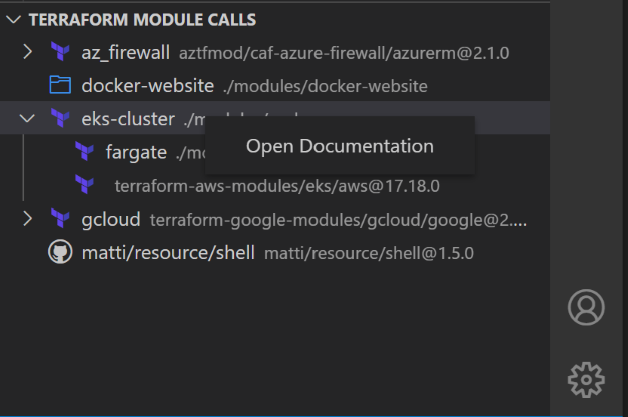 TERRAFORM MODULE CALLS
az_firewall aztfmod/caf-azure-firewall/azurerm@2.1.0
docker-website ./modules/docker-website
eks-cluster
Open Documentation
fargate ./mo
terraform-aws-modules/eks/aws@17.18.0
gcloud terraform-google-modules/gcloud/google@2....
matti/resource/shell matti/resource/shell@1.5.0